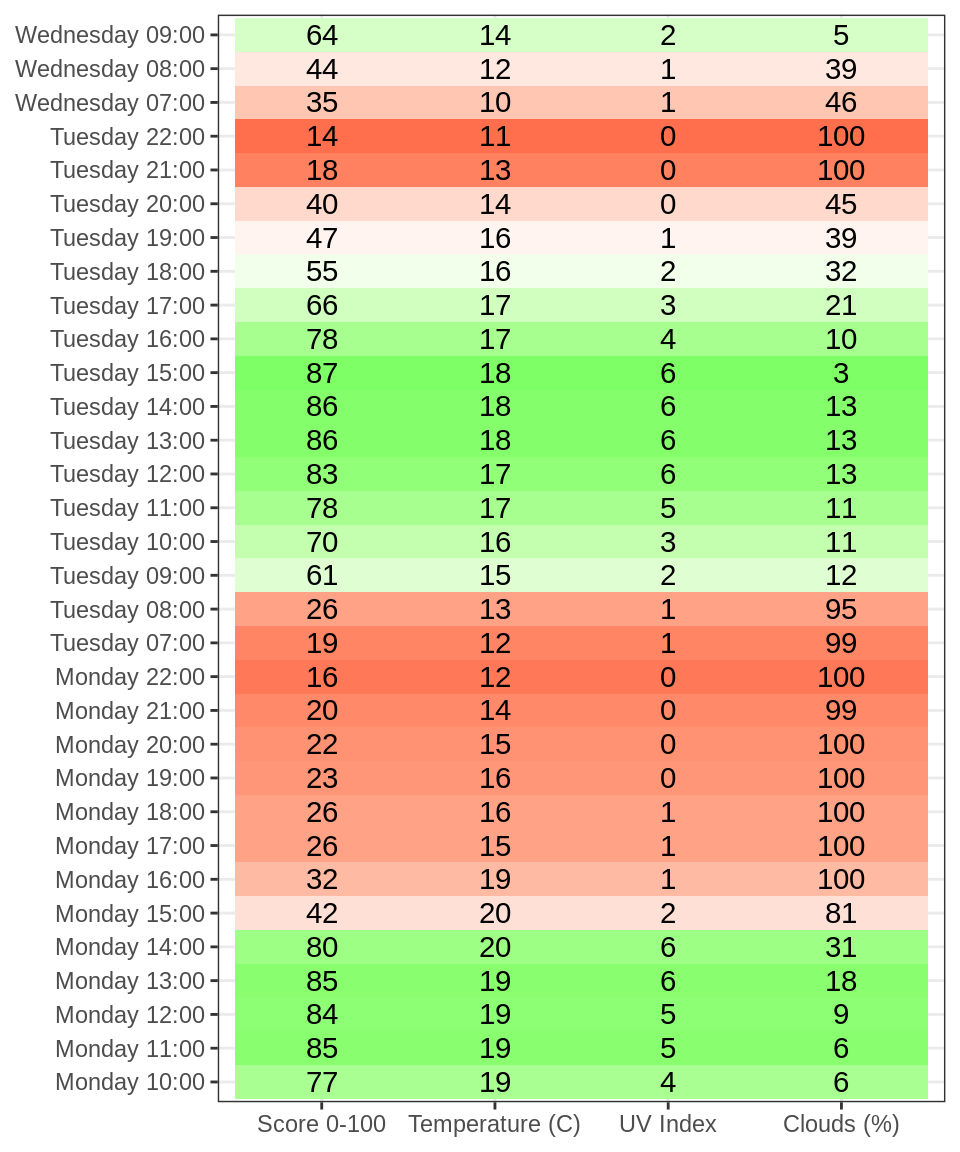 Wednesday 09:00 64 14 2 5
Wednesday 08:00 44 12 1 39
Wednesday 07:00 35 10 1 46
Tuesday 22:00 14 11 0 100
Tuesday 21:00 18 13 0 100
Tuesday 20:00 40 14 0 45
Tuesday 19:00 47 16 1 39
Tuesday 18:00 55 16 2 32
Tuesday 17:00 66 17 3 21
Tuesday 16:00 78 17 4 10
Tuesday 15:00 87 18 6 3
Tuesday 14:00 86 18 6 13
Tuesday 13:00 86 18 6 13
Tuesday 12:00 83 17 6 13
Tuesday 11:00 78 17 5 11
Tuesday 10:00 70 16 3 11
Tuesday 09:00 61 15 2 12
Tuesday 08:00 26 13 1 95
Tuesday 07:00 19 12 1 99
Monday 22:00 16 12 0 100
Monday 21:00 20 14 0 99
Monday 20:00 22 15 0 100
Monday 19:00 23 16 0 100
Monday 18:00 26 16 1 100
Monday 17:00 26 15 1 100
Monday 16:00 32 19 1 100
Monday 15:00 42 20 2 81
Monday 14:00 80 20 6 31
Monday 13:00 85 19 6 18
Monday 12:00 84 19 5 9
Monday 11:00 85 19 5 6
Monday 10:00 77 19 4 6
Score 0-100 Temperature (C) UV Index Clouds (%)